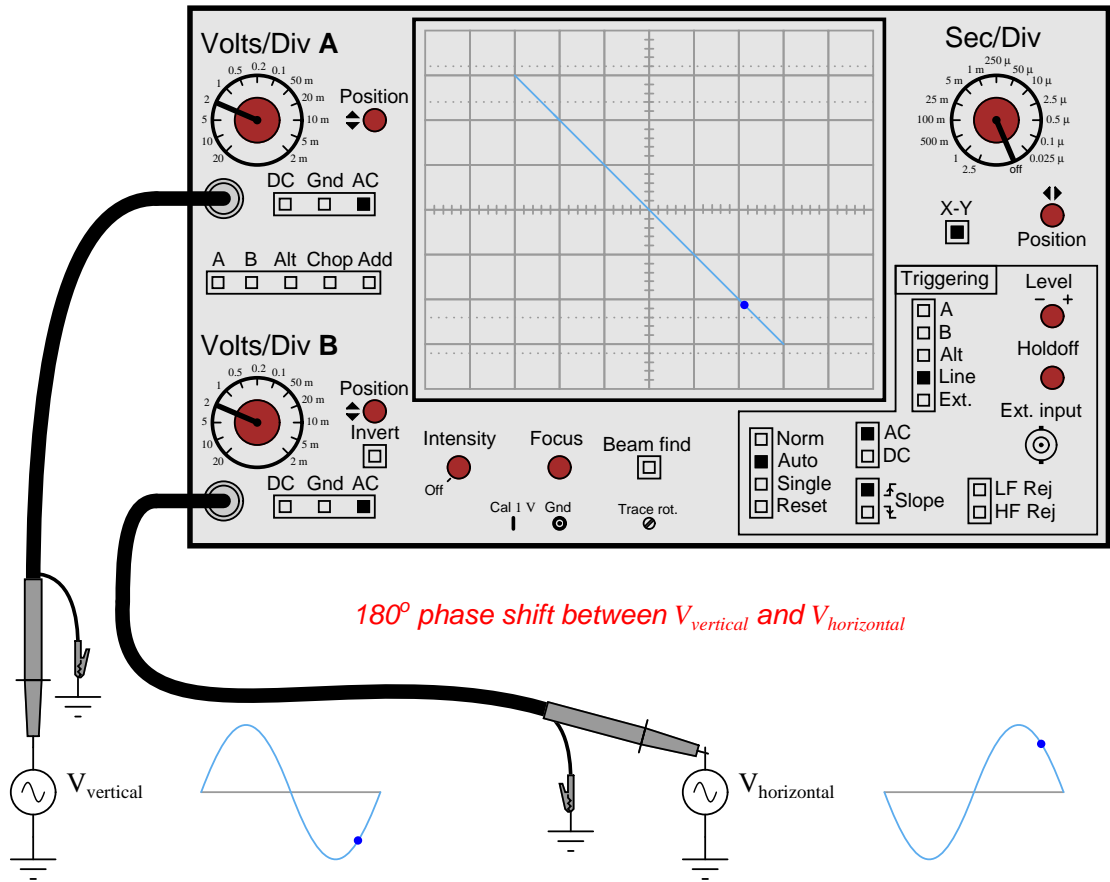 Volts/Div A
0.5 0.2 0.1
1 50 m
2 20 m
5 10 m
10 5 m
20 2 m
Position
DC Gnd AC
A B Alt Chop Add
Volts/Div B
0.5 0.2 0.1
1 50 m
2 20 m
5 10 m
10 5 m
20 2 m
Position
Invert
DC Gnd AC
Intensity
Off
Focus
Beam find
Cal 1 V Gnd
Trace rot.
Sec/Div
250 µ
1 m 50 µ
5 m 10 µ
25 m 2.5 µ
100 m 0.5 µ
500 m 0.1 µ
1 0.025 µ
2.5 off
X-Y
Position
Triggering
A
B
Alt
Line
Ext.
Level
− +
Holdoff
Ext. input
Norm
Auto
Single
Reset
AC
DC
Slope
LF Rej
HF Rej
180o phase shift between Vvertical and Vhorizontal
Vvertical
Vhorizontal